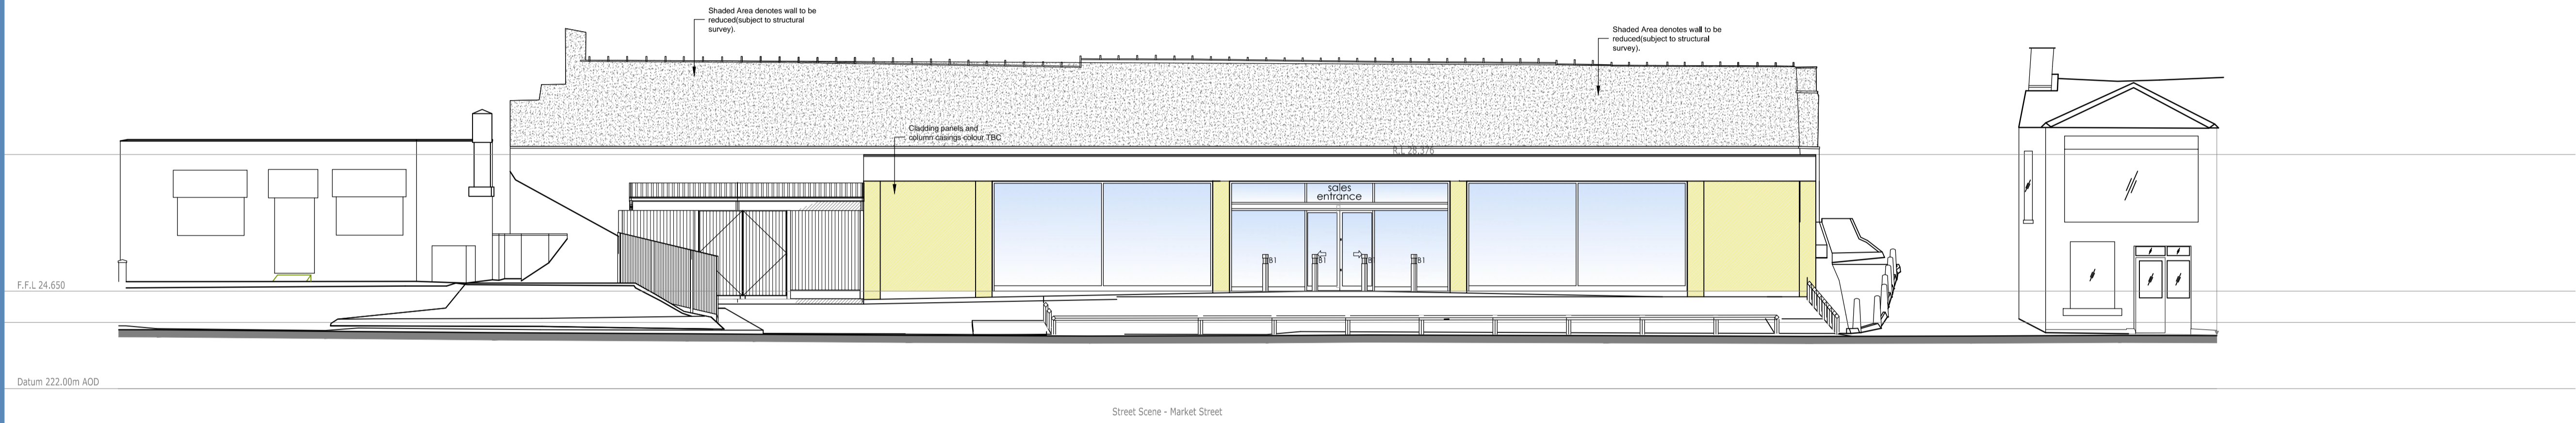 Shaded Area denotes wall to be
reduced(subject to structural
survey).
Shaded Area denotes wall to be
reduced(subject to structural
survey).
Cladding panels and
column casings colour TBC
R.L 28.376
sales
entrance
B1
B1
B1
B1
F.F.L 24.650
Datum 222.00m AOD
Street Scene - Market Street